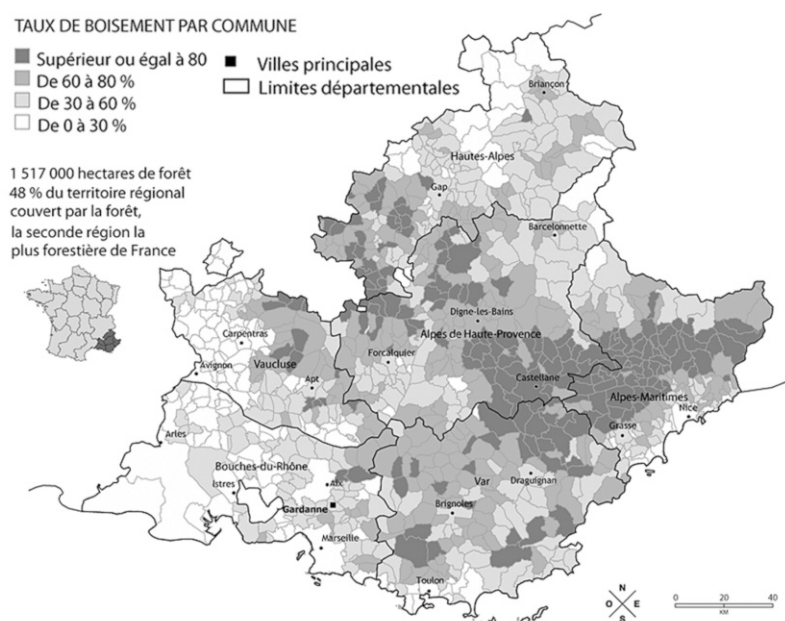 TAUX DE BOISEMENT PAR COMMUNE
Supérieur ou égal à 80
De 60 à 80 %
De 30 à 60 %
De 0 à 30 %
Villes principales
Limites départementales
1 517 000 hectares de forêt
48 % du territoire régional
couvert par la forêt,
la seconde région la
plus forestière de France
Briançon
Hautes-Alpes
Gap
Barcelonnette
Digne-les-Bains
Alpes de Haute-Provence
Carpentras
Vaucluse
Forcalquier
Avignon
Apt
Castellane
Alpes-Maritimes
Nice
Grasse
Arles
Bouches-du-Rhône
Istres
Aix
Var
Draguignan
Gardanne
Brignoles
Marseille
Toulon
N
O E
S
0 20 40
KM